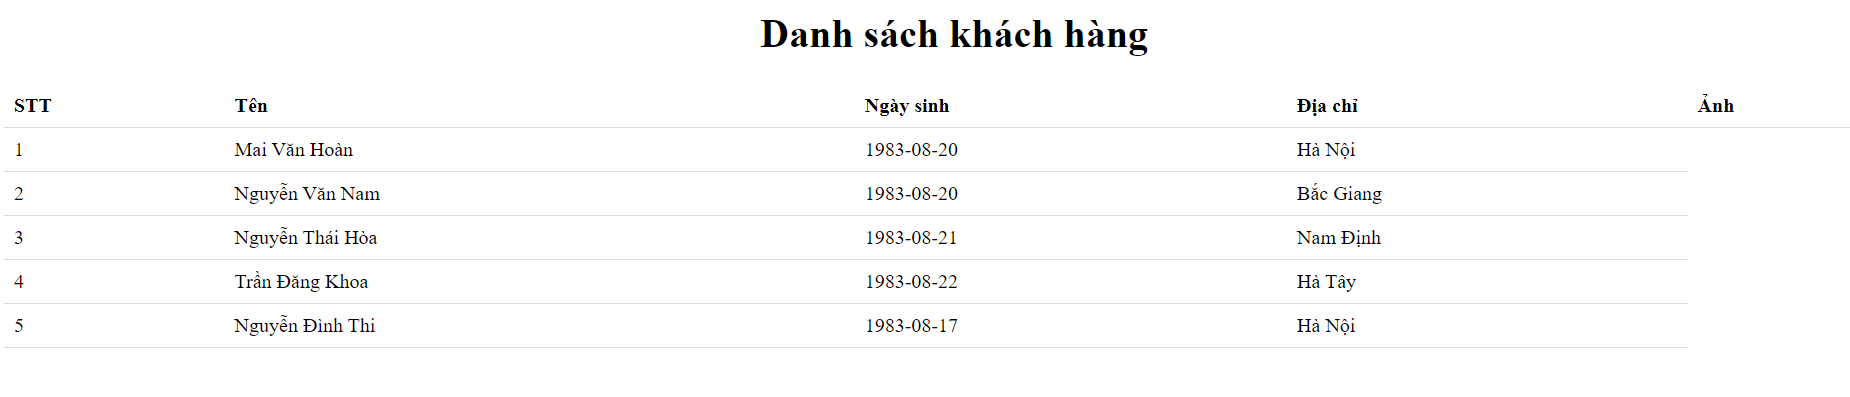 Danh sách khách hàng
STT Tên Ngày sinh Địa chỉ Ảnh
1 Mai Văn Hoàn 1983-08-20 Hà Nội
2 Nguyễn Văn Nam 1983-08-20 Bắc Giang
3 Nguyễn Thái Hòa 1983-08-21 Nam Định
4 Trần Đăng Khoa 1983-08-22 Hà Tây
5 Nguyễn Đình Thi 1983-08-17 Hà Nội